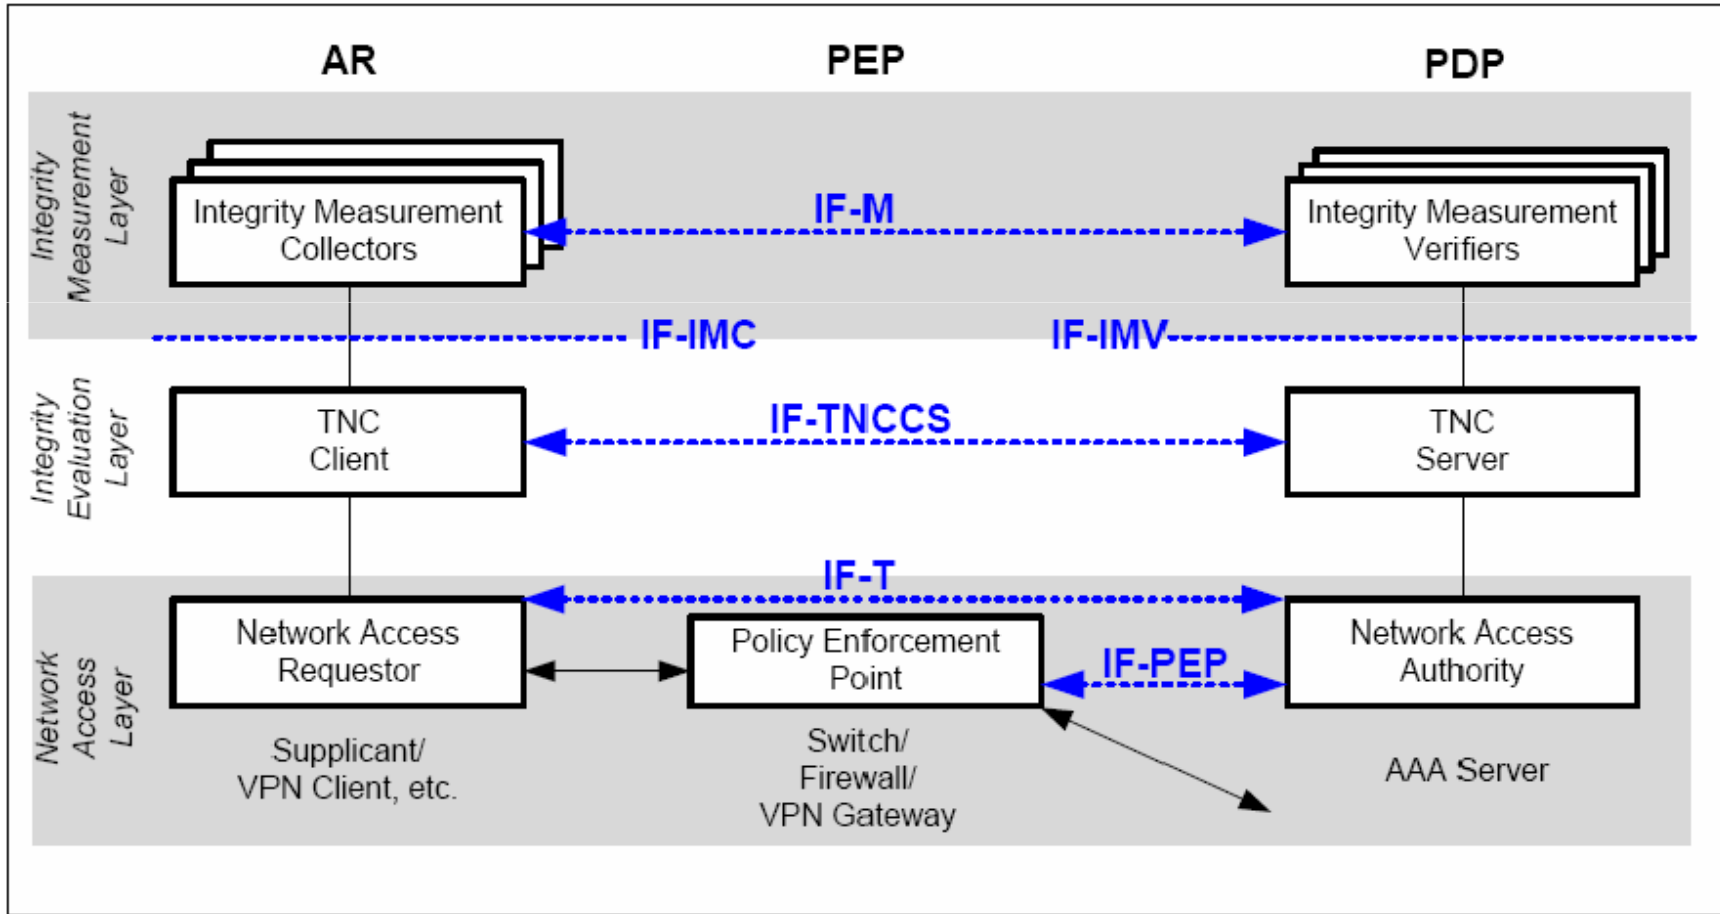 AR
PEP
PDP
Integrity
Measurement
Layer
Integrity Measurement
Collectors
IF-M
Integrity Measurement
Verifiers
IF-IMC
IF-IMV
Integrity
Evaluation
Layer
TNC
Client
IF-TNCCS
TNC
Server
Network
Access
Layer
IF-T
Network Access
Requestor
Policy Enforcement
Point
IF-PEP
Network Access
Authority
Supplicant/
VPN Client, etc.
Switch/
Firewall/
VPN Gateway
AAA Server